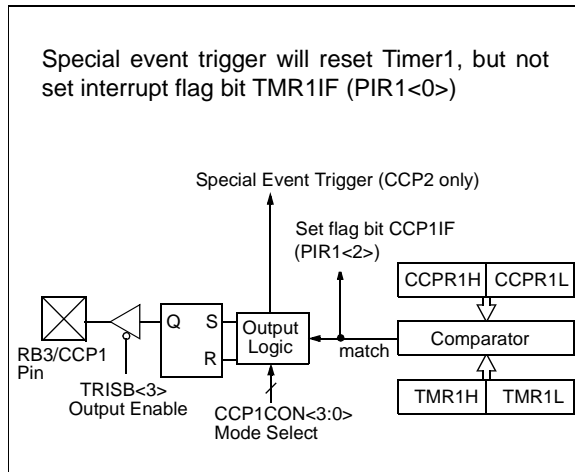 Special event trigger will reset Timer1, but not
set interrupt flag bit TMR1IF (PIR1<0>)
Special Event Trigger (CCP2 only)
Set flag bit CCP1IF
(PIR1<2>)
CCPR1H CCPR1L
Q S Output
Logic
R
match
Comparator
RB3/CCP1
Pin
TRISB<3>
Output Enable
CCP1CON<3:0>
Mode Select
TMR1H TMR1L